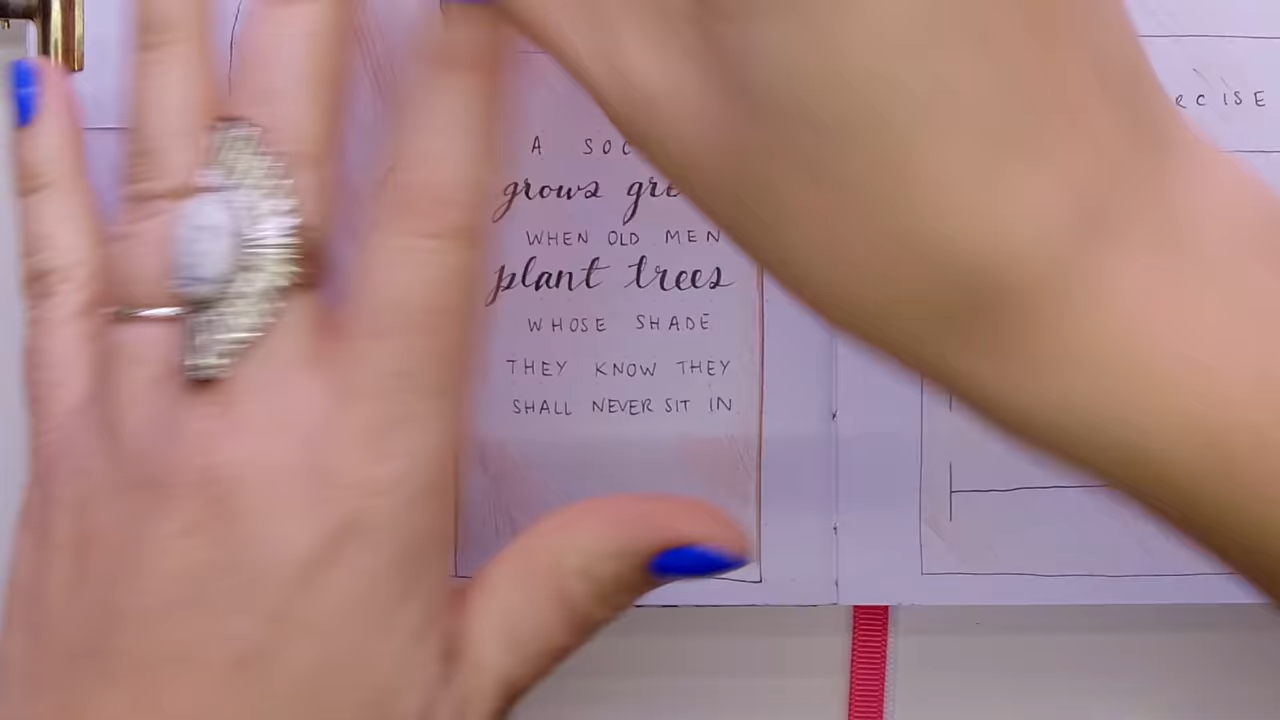 A SOC
grows gre
WHEN OLD MEN
plant trees
WHOSE SHADE
THEY KNOW THEY
SHALL NEVER SIT IN
RCISE